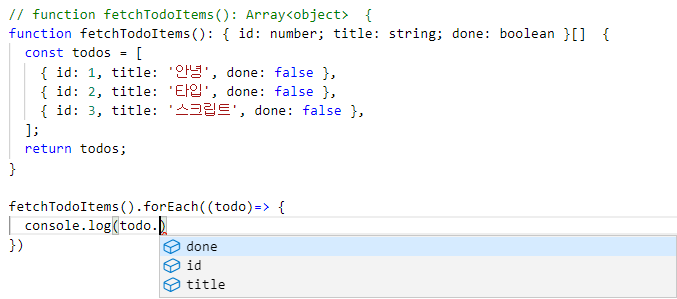 // function fetchTodoItems(): Array<object>  {
function fetchTodoItems(): { id: number; title: string; done: boolean }[]  {
  const todos = [
    { id: 1, title: '안녕', done: false },
    { id: 2, title: '타입', done: false },
    { id: 3, title: '스크립트', done: false },
  ];
  return todos;
}

fetchTodoItems().forEach((todo)=> {
  console.log(todo.)
})
done
id
title